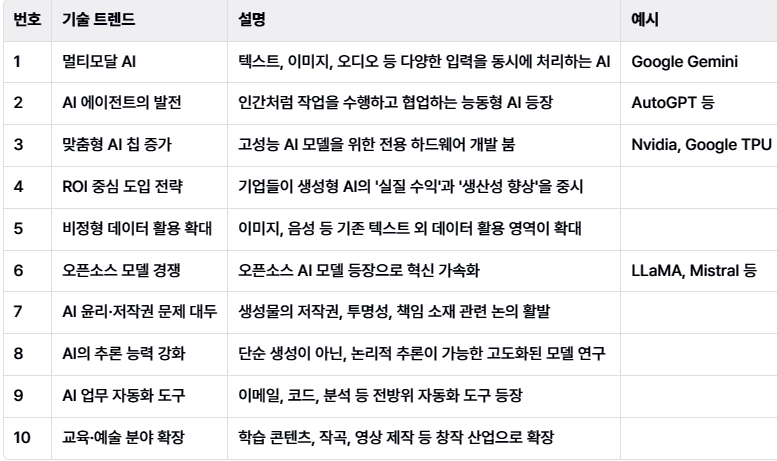 번호 기술 트렌드 설명 예시
1 멀티모달 AI 텍스트, 이미지, 오디오 등 다양한 입력을 동시에 처리하는 AI Google Gemini
2 AI 에이전트의 발전 인간처럼 작업을 수행하고 협업하는 능동형 AI 등장 AutoGPT 등
3 맞춤형 AI 칩 증가 고성능 AI 모델을 위한 전용 하드웨어 개발 붐 Nvidia, Google TPU
4 ROI 중심 도입 전략 기업들이 생성형 AI의 '실질 수익'과 '생산성 향상'을 중시
5 비정형 데이터 활용 확대 이미지, 음성 등 기존 텍스트 외 데이터 활용 영역이 확대
6 오픈소스 모델 경쟁 오픈소스 AI 모델 등장으로 혁신 가속화 LLaMA, Mistral 등
7 AI 윤리·저작권 문제 대두 생성물의 저작권, 투명성, 책임 소재 관련 논의 활발
8 AI의 추론 능력 강화 단순 생성이 아닌, 논리적 추론이 가능한 고도화된 모델 연구
9 AI 업무 자동화 도구 이메일, 코드, 분석 등 전방위 자동화 도구 등장
10 교육·예술 분야 확장 학습 콘텐츠, 작곡, 영상 제작 등 창작 산업으로 확장